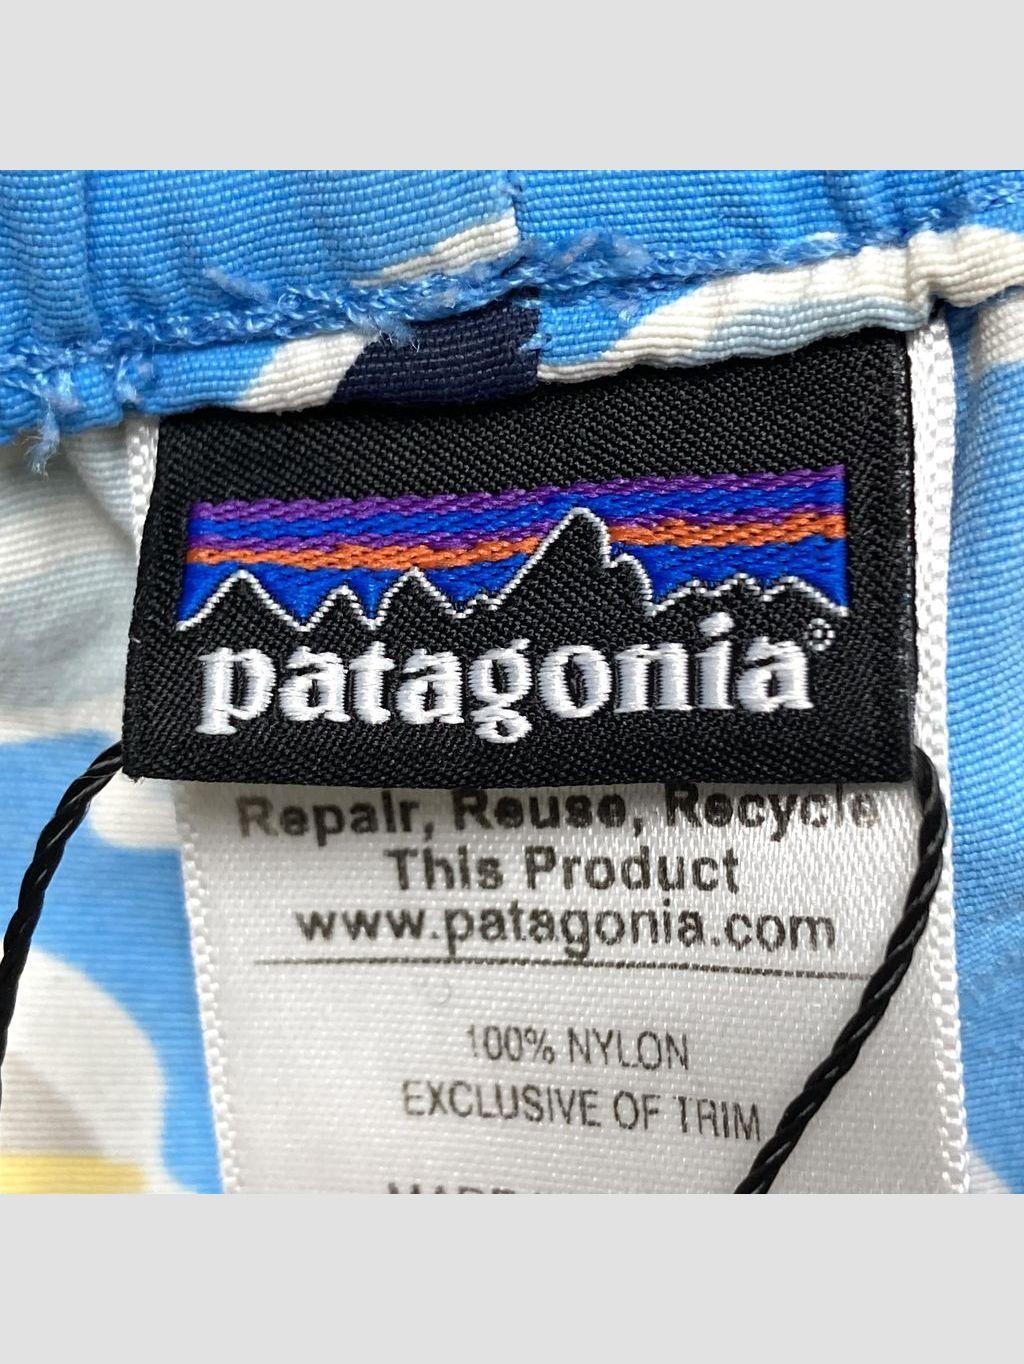 patagonia®
Repair, Reuse, Recycle
This Product
www.patagonia.com
100% NYLON
EXCLUSIVE OF TRIM